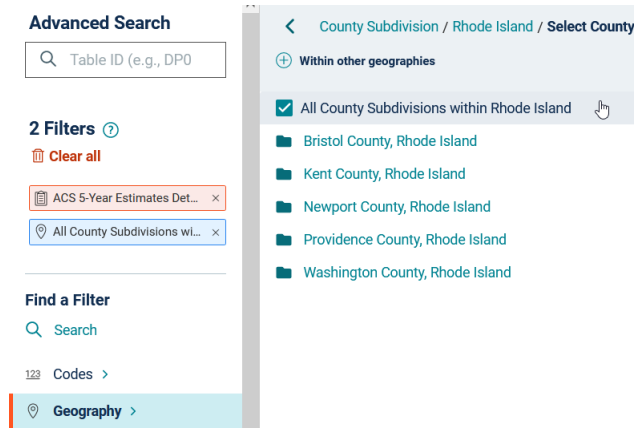 Advanced Search
Table ID (e.g., DP0
2 Filters ?
Clear all
ACS 5-Year Estimates Det... ×
All County Subdivisions wi... ×
Find a Filter
Search
123 Codes >
Geography >
County Subdivision / Rhode Island / Select County
Within other geographies
All County Subdivisions within Rhode Island
Bristol County, Rhode Island
Kent County, Rhode Island
Newport County, Rhode Island
Providence County, Rhode Island
Washington County, Rhode Island